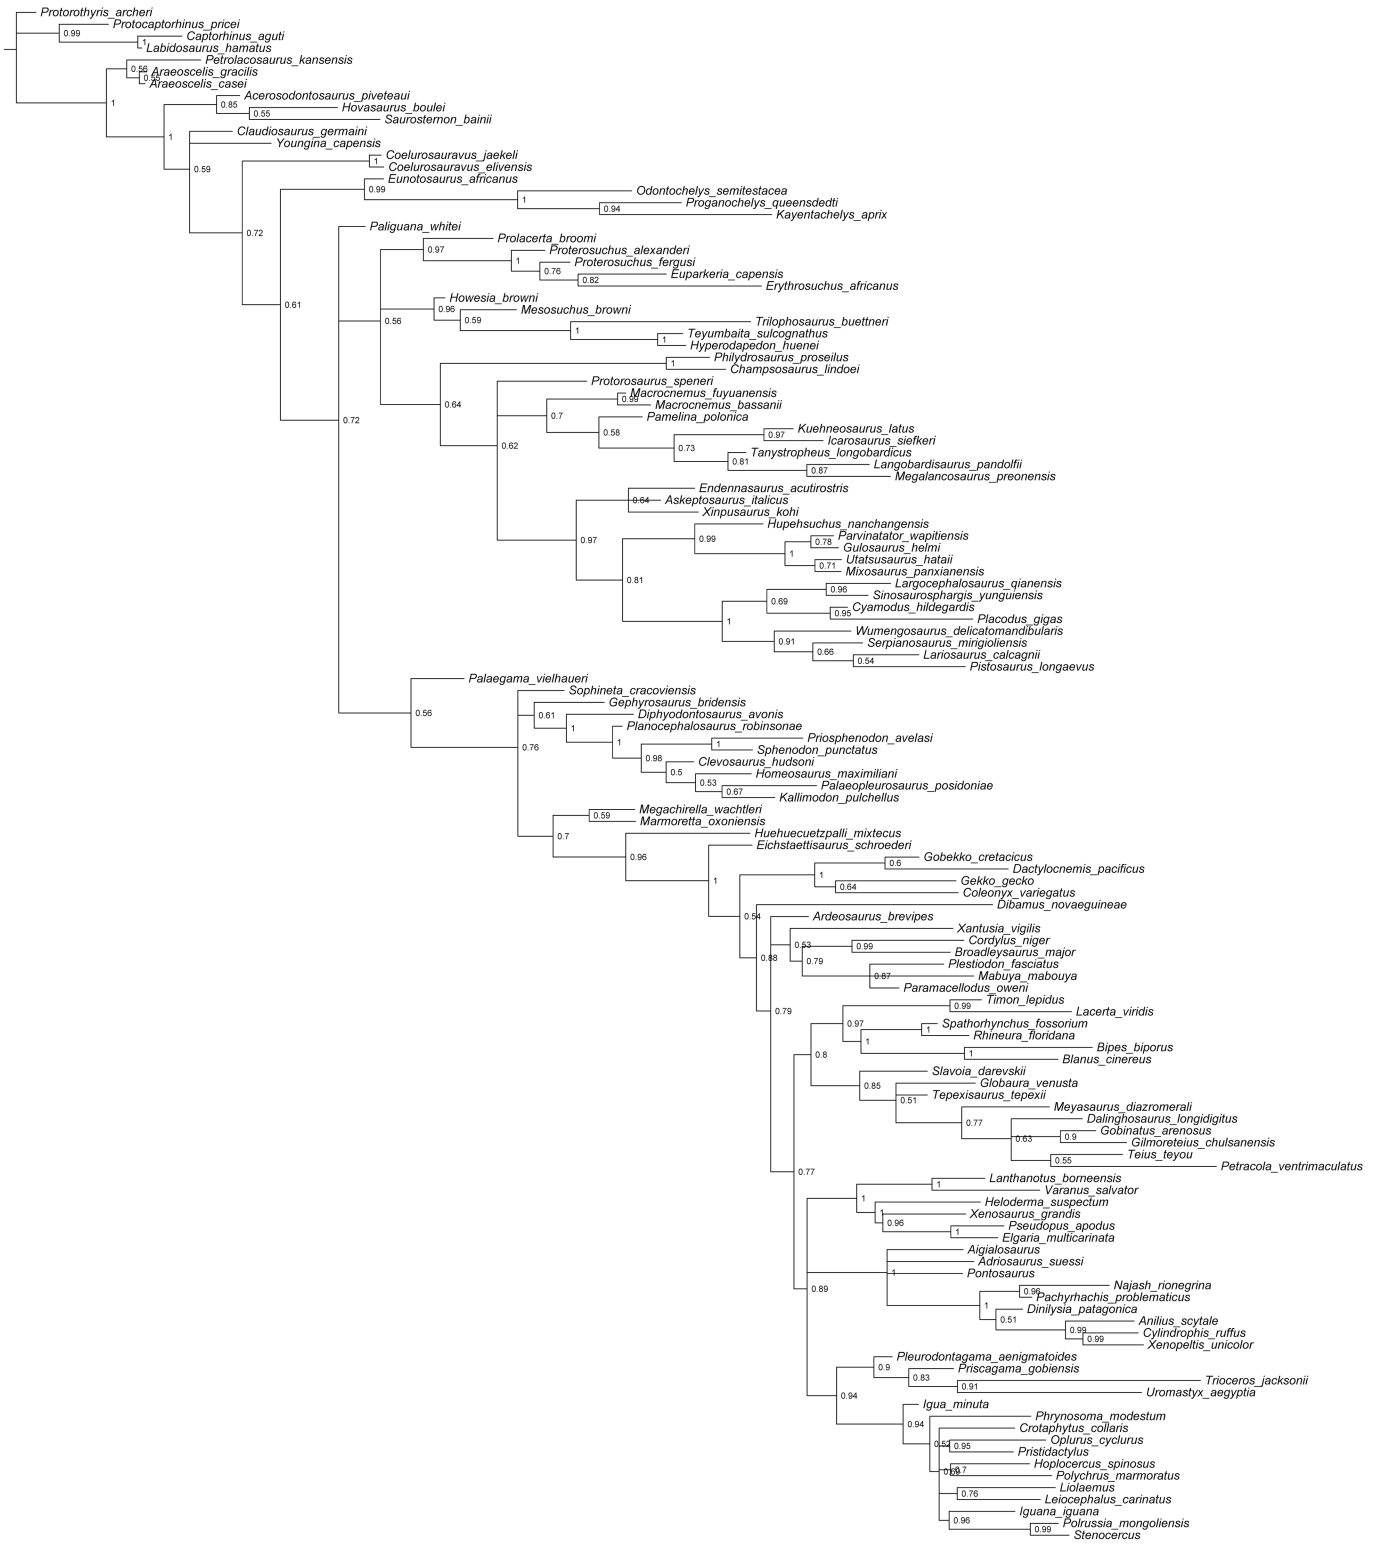 Protorothyris_archeri
Protocaptorhinus_pricei
0.99
Captorhinus_aguti
1
Labidosaurus_hamatus
Petrolacosaurus_kansensis
0.56
Araeoscelis_gracilis
Araeoscelis_casei
Acerosodontosaurus_piveteaui
1
0.85
Hovasaurus_boulei
0.55
Saurosternon_bainii
Claudiosaurus_germaini
1
Youngina_capensis
Coelurosauravus_jaekeli
1
Coelurosauravus_elivensis
0.59
Eunotosaurus_africanus
0.99
Odontochelys_semitestacea
1
Proganochelys_queensdedti
0.94
Kayentachelys_aprix
Paliguana_whitei
0.72
Prolacerta_broomi
0.97
Proterosuchus_alexanderi
1
Proterosuchus_fergusi
0.76
Euparkeria_capensis
0.82
Erythrosuchus_africanus
Howesia_browni
0.61
0.96
Mesosuchus_browni
0.59
Trilophosaurus_buettneri
0.56
1
Teyumbaita_sulcognathus
1
Hyperodapedon_huenei
Philydrosaurus_proseilus
1
Champsosaurus_lindoei
Protorosaurus_speneri
Macrocnemus_fuyuanensis
0.99
Macrocnemus_bassanii
0.64
0.7
Pamelina_polonica
0.72
Kuehneosaurus_latus
0.58
0.97
Icarosaurus_siefkeri
0.62
0.73
Tanystropheus_longobardicus
0.81
Langobardisaurus_pandolfii
0.87
Megalancosaurus_preonensis
Endennasaurus_acutirostris
0.64
Askeptosaurus_italicus
Xinpusaurus_kohi
Hupehsuchus_nanchangensis
0.97
0.99
Parvinatator_wapitiensis
0.78
Gulosaurus_helmi
1
Utatsusaurus_hataii
0.71
Mixosaurus_panxianensis
0.81
Largocephalosaurus_qianensis
0.96
Sinosaurosphargis_yunguiensis
0.69
Cyamodus_hildegardis
0.95
Placodus_gigas
1
Wumengosaurus_delicatomandibularis
0.91
Serpianosaurus_mirigioliensis
0.66
Lariosaurus_calcagnii
0.54
Pistosaurus_longaevus
Palaegama_vielhaueri
Sophineta_cracoviensis
Gephyrosaurus_bridensis
0.56
0.61
Diphyodontosaurus_avonis
1
Planocephalosaurus_robinsonae
1
Priosphenodon_avelasi
0.76
1
Sphenodon_punctatus
0.98
Clevosaurus_hudsoni
0.5
Homeosaurus_maximiliani
0.53
Palaeopleurosaurus_posidoniae
0.67
Kallimodon_pulchellus
Megachirella_wachtleri
0.59
Marmoretta_oxoniensis
0.7
Huehuecuetzpalli_mixtecus
Eichstaettisaurus_schroederi
0.96
Gobekko_cretacicus
0.6
Dactylocnemis_pacificus
1
1
Gekko_gecko
0.64
Coleonyx_variegatus
Dibamus_novaeguineae
0.54
Ardeosaurus_brevipes
Xantusia_vigilis
Cordylus_niger
0.53
0.99
Broadleysaurus_major
0.88
0.79
Plestiodon_fasciatus
0.87
Mabuya_mabouya
Paramacellodus_oweni
Timon_lepidus
0.99
0.79
Lacerta_viridis
0.97
Spathorhynchus_fossorium
1
Rhineura_floridana
1
Bipes_biporus
0.8
1
Blanus_cinereus
Slavoia_darevskii
0.85
Globaura_venusta
0.51
Tepexisaurus_tepexii
Meyasaurus_diazromerali
0.77
Dalinghosaurus_longidigitus
0.63
Gobinatus_arenosus
0.9
Gilmoreteius_chulsanensis
Teius_teyou
0.55
Petracola_ventrimaculatus
0.77
Lanthanotus_borneensis
1
Varanus_salvator
1
Heloderma_suspectum
1
Xenosaurus_grandis
0.96
Pseudopus_apodus
1
Elgaria_multicarinata
Aigialosaurus
Adriosaurus_suessi
1
Pontosaurus
0.89
Najash_rionegrina
0.96
Pachyrhachis_problematicus
1
Dinilysia_patagonica
0.51
Anilius_scytale
0.99
Cylindrophis_ruffus
0.99
Xenopeltis_unicolor
Pleurodontagama_aenigmatoides
0.9
Priscagama_gobiensis
0.83
Trioceros_jacksonii
0.91
Uromastyx_aegyptia
0.94
Igua_minuta
Phrynosoma_modestum
0.94
Crotaphytus_collaris
0.52
Oplurus_cyclurus
0.95
Pristidactylus
Hoplocercus_spinosus
0.7
Polychrus_marmoratus
Liolaemus
0.76
Leiocephalus_carinatus
Iguana_iguana
0.96
Polrussia_mongoliensis
0.99
Stenocercus